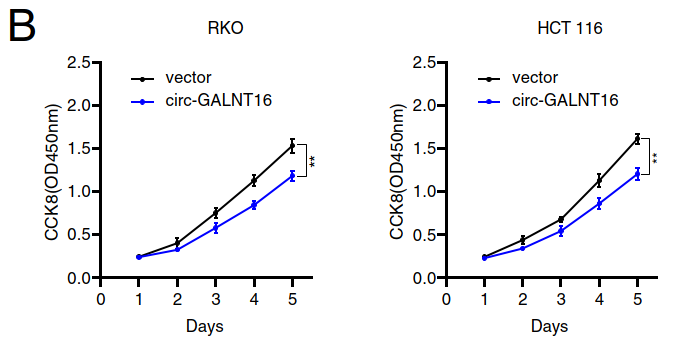 B
RKO
CCK8(OD450nm)
2.5
2.0
1.5
1.0
0.5
0.0
vector
circ-GALNT16
**
0 1 2 3 4 5
Days
HCT 116
CCK8(OD450nm)
2.5
2.0
1.5
1.0
0.5
0.0
vector
circ-GALNT16
**
0 1 2 3 4 5
Days